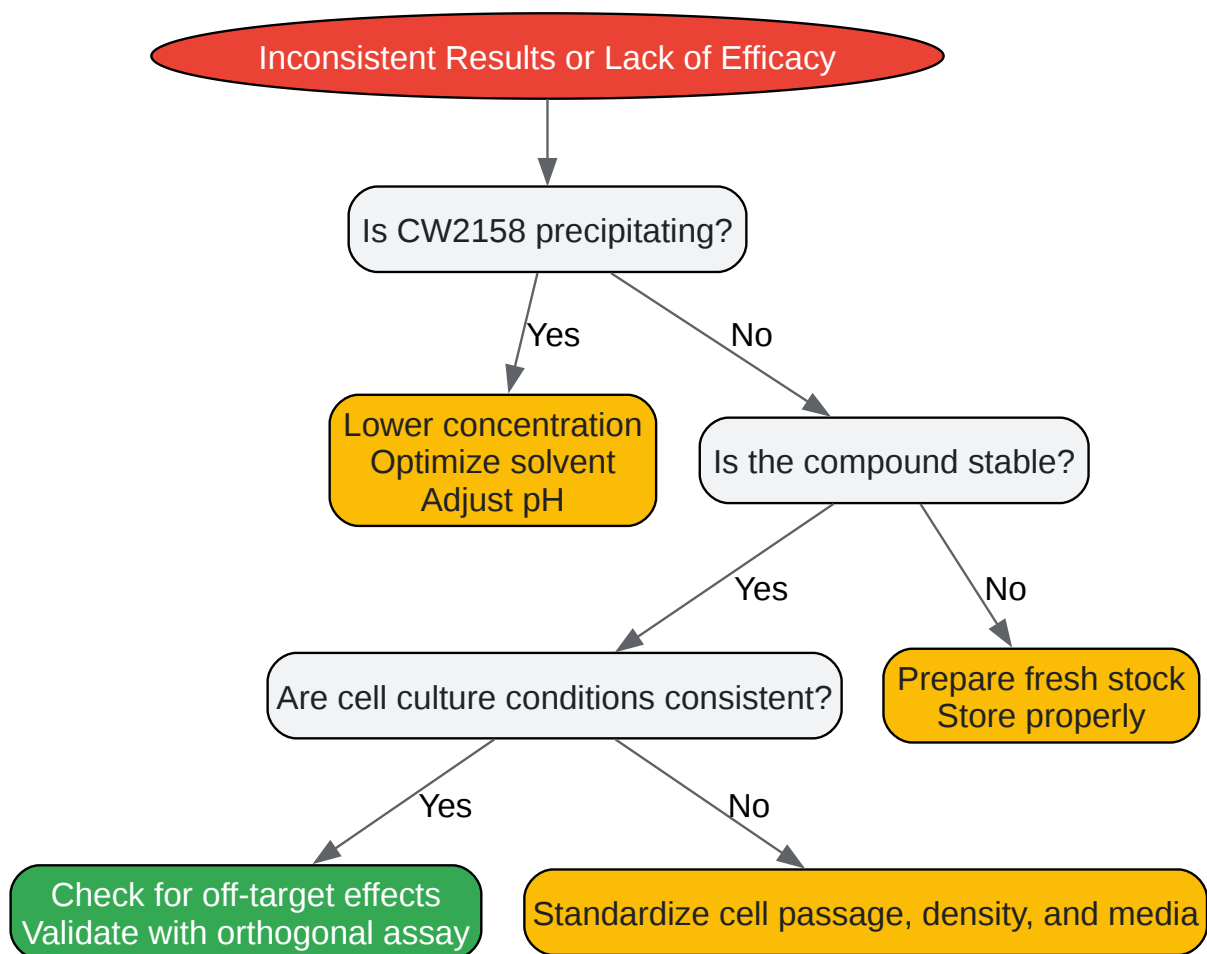 Inconsistent Results or Lack of Efficacy
Is CW2158 precipitating?
Yes
No
Lower concentration
Optimize solvent
Adjust pH
Is the compound stable?
Yes
No
Are cell culture conditions consistent?
Prepare fresh stock
Store properly
Yes
No
Check for off-target effects
Validate with orthogonal assay
Standardize cell passage, density, and media